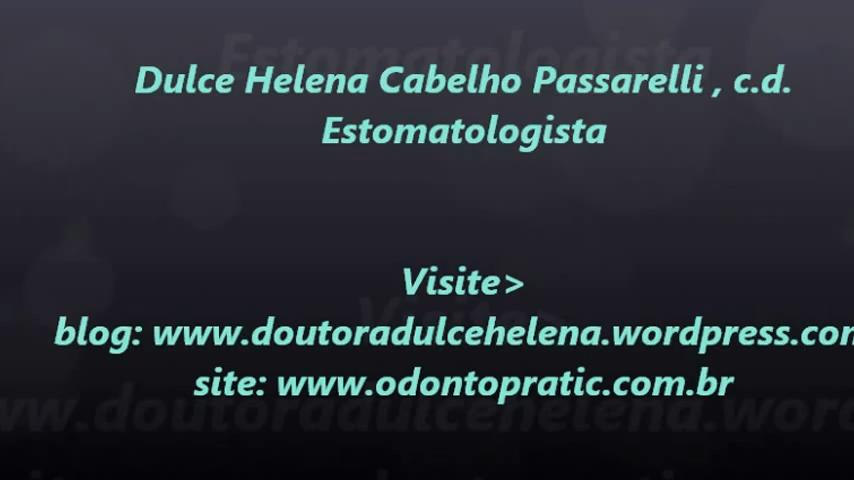 Dulce Helena Cabelho Passarelli , c.d.
Estomatologista
Visite>
blog: www.doutoradulcehelena.wordpress.com
site: www.odontopratic.com.br